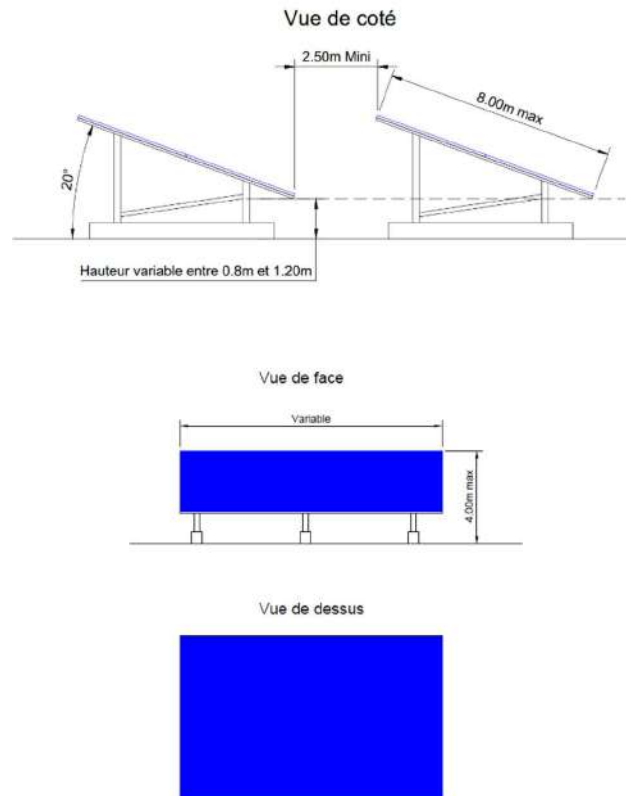 Vue de coté
2.50m Mini
8.00m max
20°
Hauteur variable entre 0.8m et 1.20m
Vue de face
Variable
4.00m max
Vue de dessus